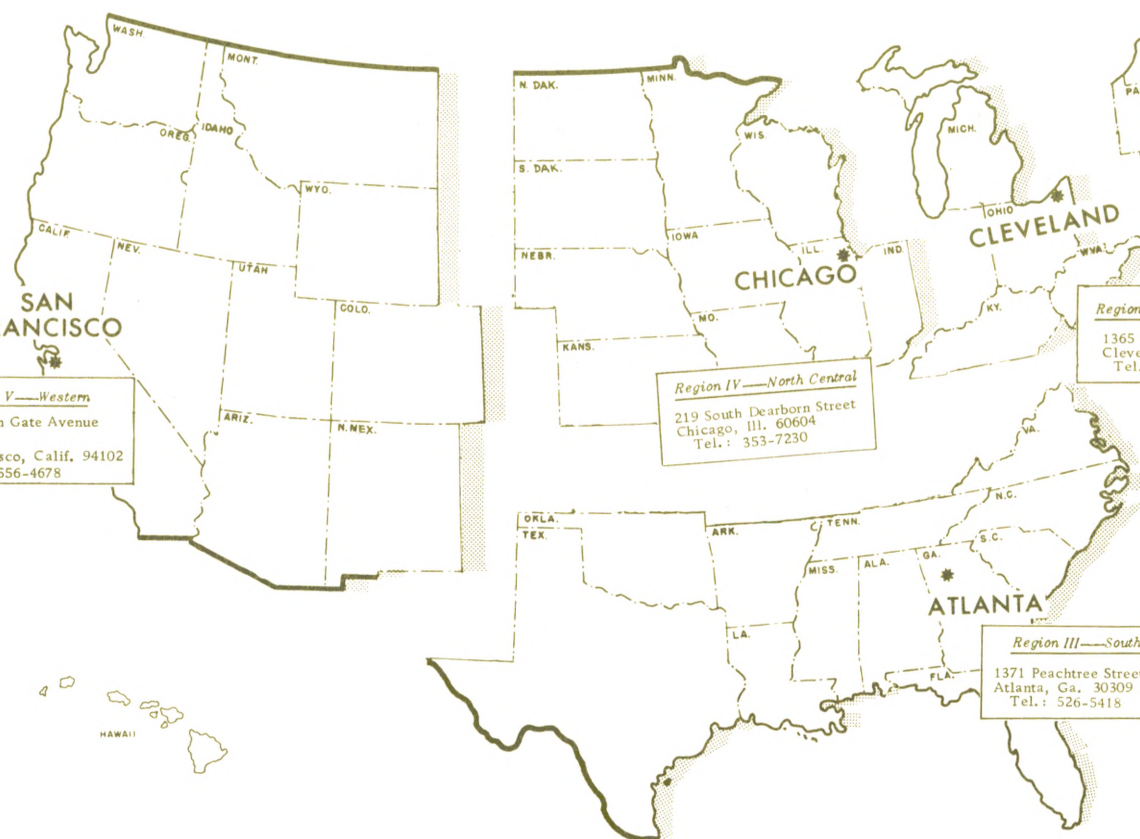 WASH.
MONT.
OREG.
IDAHO
WYO.
CALIF.
NEV.
UTAH
COLO.
ARIZ.
N.MEX.
SAN
ANCISCO
V——Western
Gate Avenue
sco, Calif. 94102
656-4678
HAWAII
N. DAK.
MINN.
S. DAK.
WIS.
NEBR.
IOWA
ILL.
IND.
KANS.
MO.
CHICAGO
Region IV——North Central
219 South Dearborn Street
Chicago, Ill. 60604
Tel.: 353-7230
MICH.
OHIO
PA
CLEVELAND
W.VA.
KY.
Region
1365
Cleve
Tel.
VA.
N.C.
S.C.
OKLA.
TEX.
ARK.
TENN.
MISS.
ALA.
GA.
LA.
FLA.
ATLANTA
Region III——South
1371 Peachtree Street
Atlanta, Ga. 30309
Tel.: 526-5418